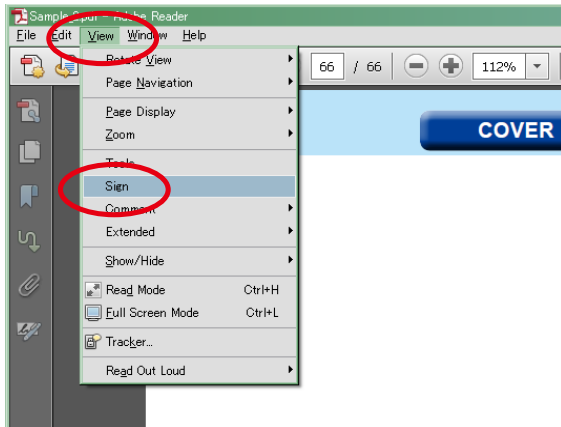 Adobe Reader
File Edit View Window Help
Rotate View
66 / 66
112%
Page Navigation
Page Display
Zoom
COVER
Tools
Sign
Comment
Extended
Show/Hide
Read Mode Ctrl+H
Full Screen Mode Ctrl+L
Tracker...
Read Out Loud